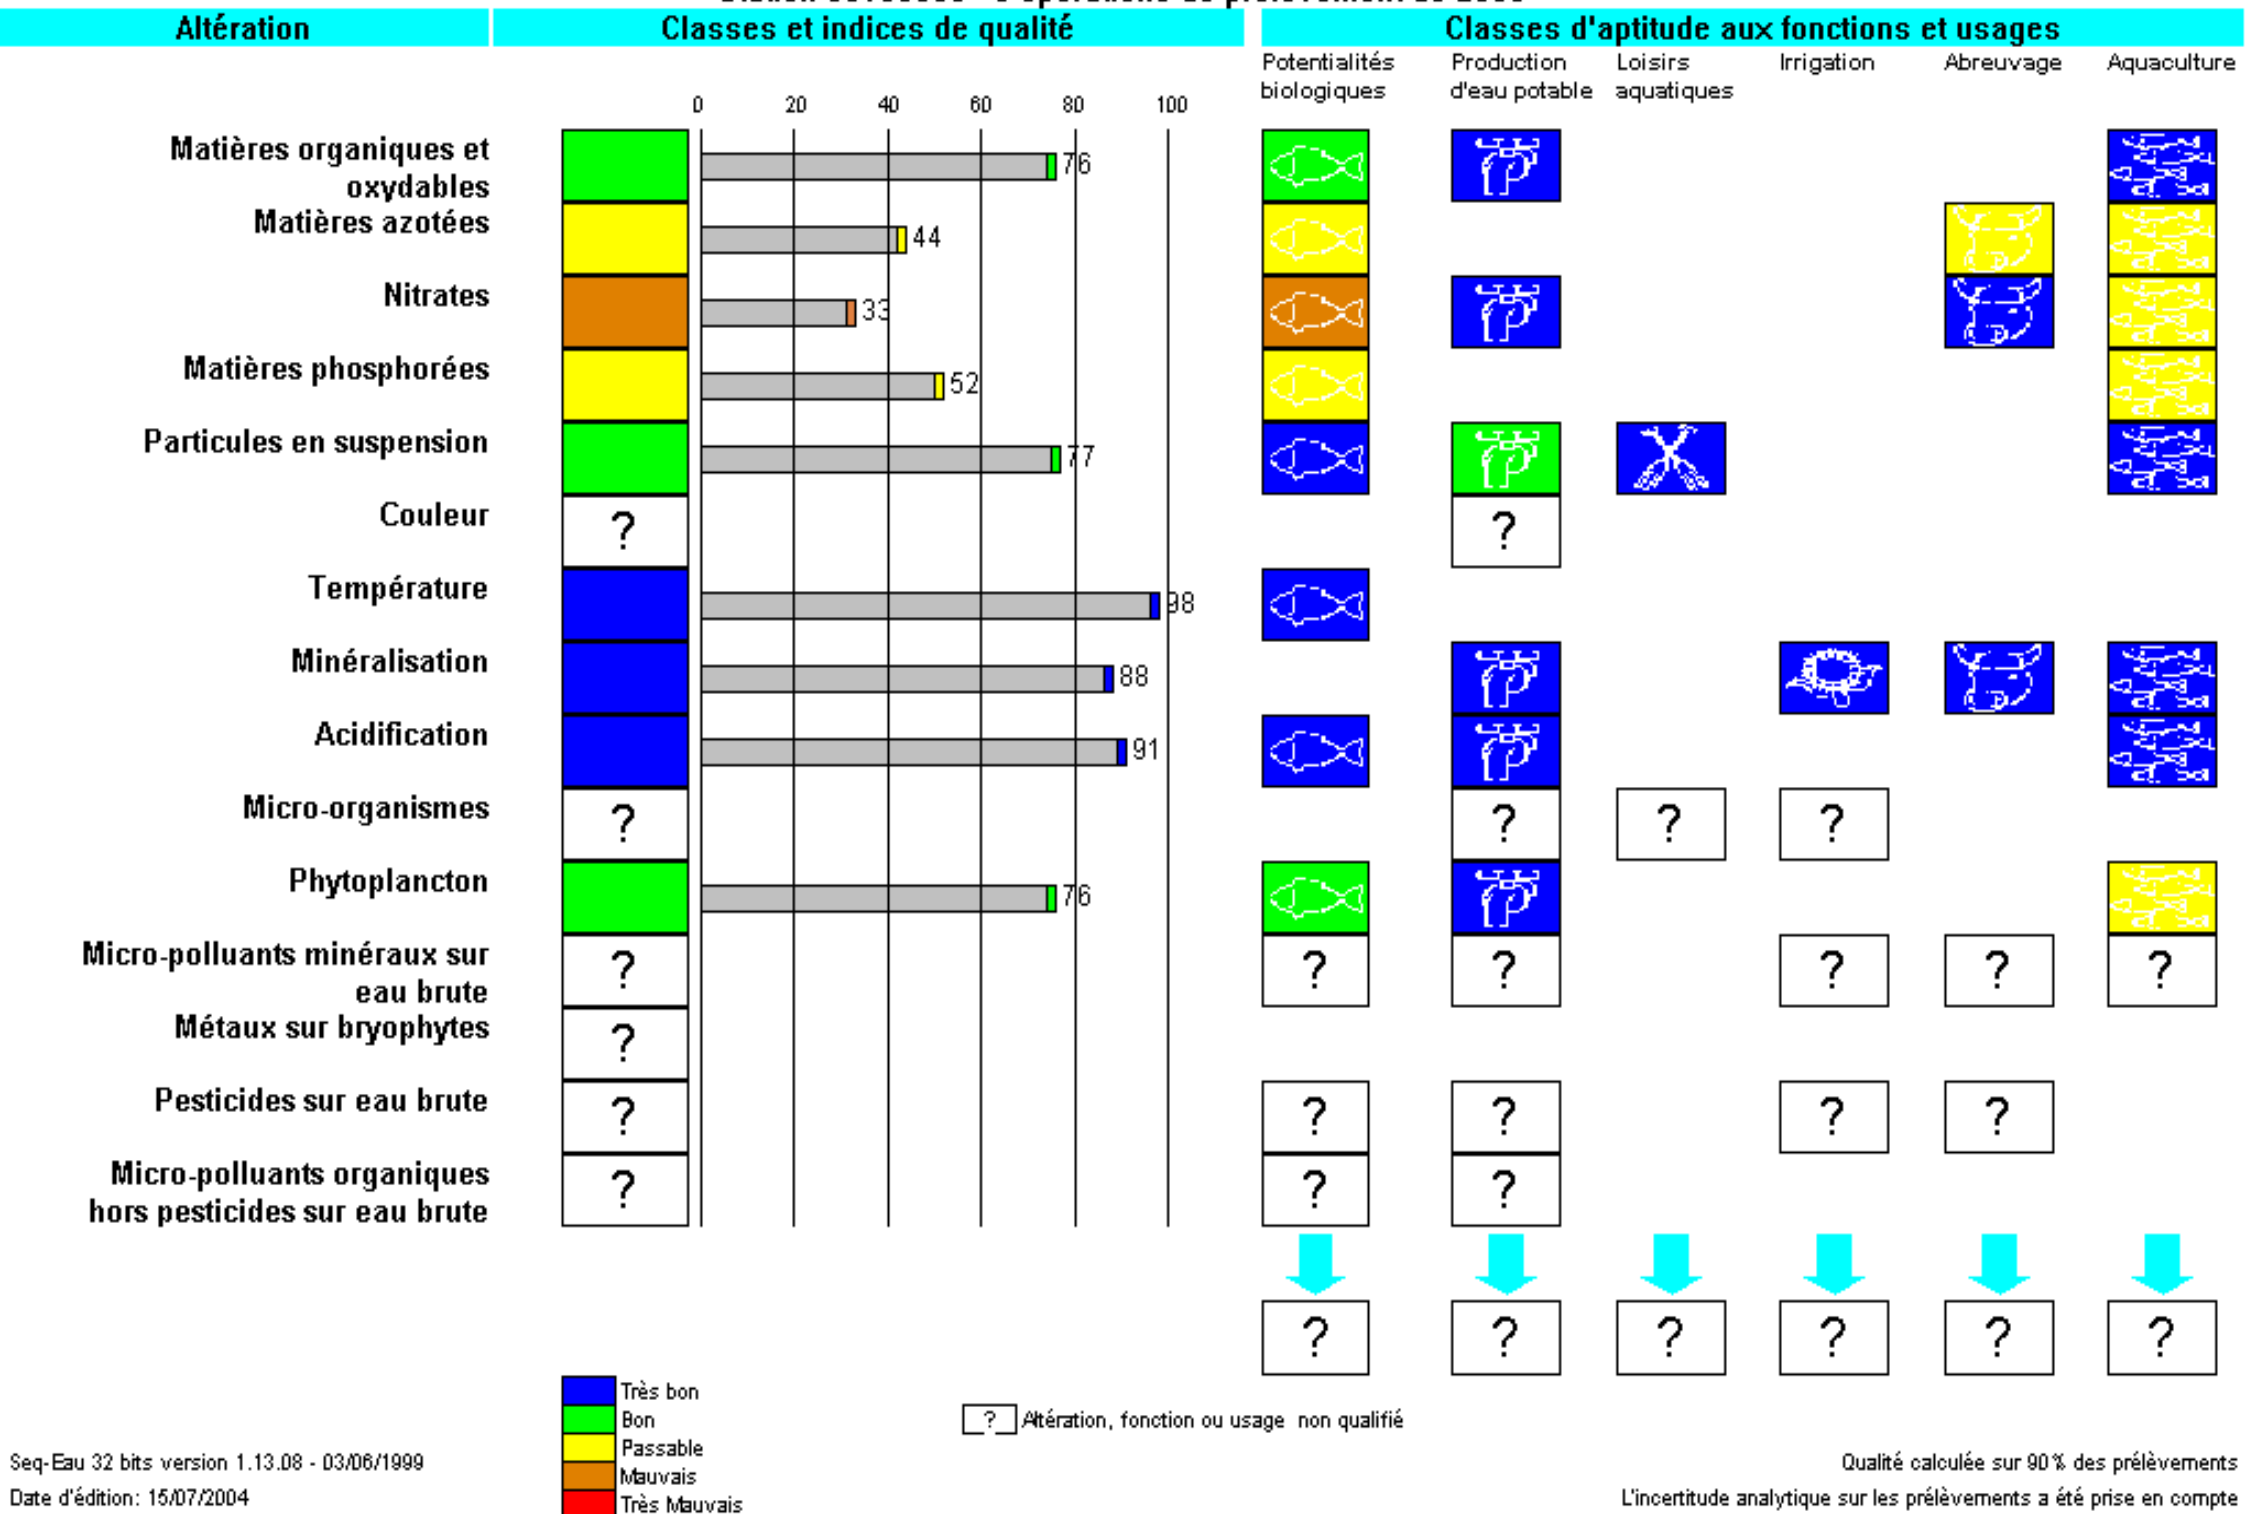 Altération
Classes et indices de qualité
Classes d'aptitude aux fonctions et usages
Potentialités
biologiques
Production
d'eau potable
Loisirs
aquatiques
Irrigation
Abreuvage
Aquaculture
0 20 40 60 80 100
Matières organiques et
oxydables
76
Matières azotées
44
Nitrates
33
Matières phosphorées
52
Particules en suspension
77
Couleur
? ?
Température
98
Minéralisation
88
Acidification
91
Micro-organismes
? ? ? ?
Phytoplancton
76
Micro-polluants minéraux sur
eau brute
? ? ? ? ? ?
Métaux sur bryophytes
?
Pesticides sur eau brute
? ? ? ? ?
Micro-polluants organiques
hors pesticides sur eau brute
? ? ?
? ? ? ? ? ?
Très bon
Bon
Passable
Mauvais
Très Mauvais
? Altération, fonction ou usage non qualifié
Seq-Eau 32 bits version 1.13.08 - 03/06/1999
Date d'édition: 15/07/2004
Qualité calculée sur 90% des prélèvements
L'incertitude analytique sur les prélèvements a été prise en compte